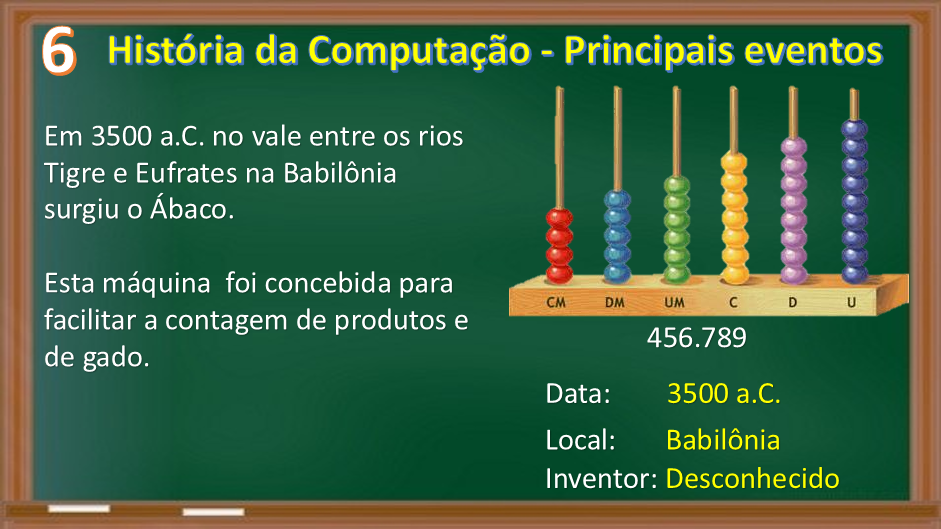 6 História da Computação - Principais eventos
Em 3500 a.C. no vale entre os rios
Tigre e Eufrates na Babilônia
surgiu o Ábaco.
Esta máquina foi concebida para
facilitar a contagem de produtos e
de gado.
CM DM UM C D U
456.789
Data: 3500 a.C.
Local: Babilônia
Inventor: Desconhecido